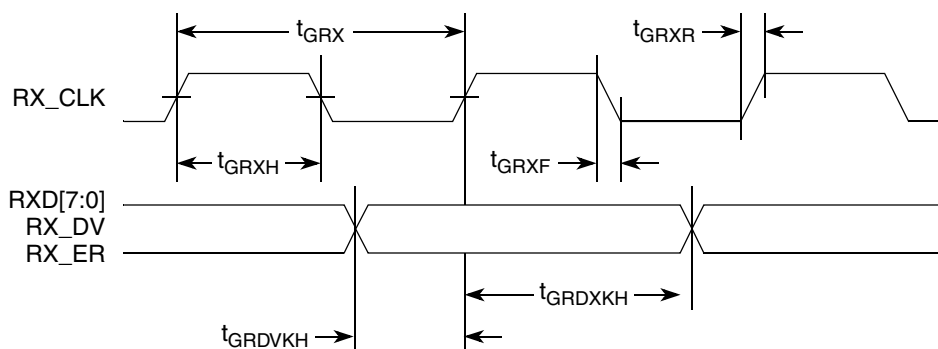 tGRX
tGRXR
RX_CLK
tGRXH
tGRXF
RXD[7:0]
RX_DV
RX_ER
tGRDXKH
tGRDVKH